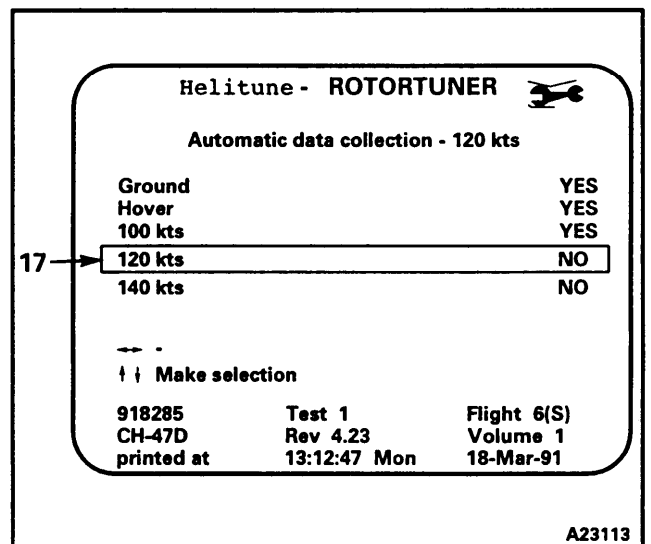 Helitune - ROTORTUNER
Automatic data collection - 120 kts
Ground YES
Hover YES
100 kts YES
17 120 kts NO
140 kts NO
↔ -
↑ ↓ Make selection
918285 Test 1 Flight 6(S)
CH-47D Rev 4.23 Volume 1
printed at 13:12:47 Mon 18-Mar-91
A23113